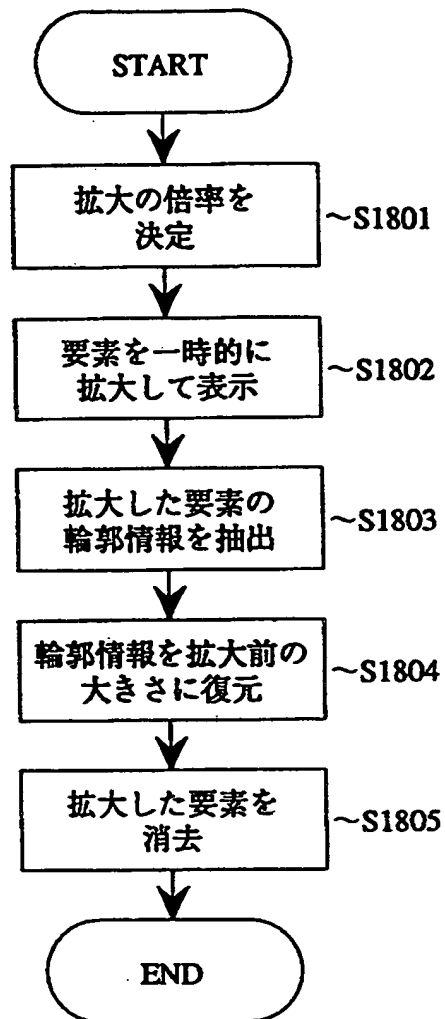 START
拡大の倍率を
決定
~S1801
要素を一時的に
拡大して表示
~S1802
拡大した要素の
輪郭情報を抽出
~S1803
輪郭情報を拡大前の
大きさに復元
~S1804
拡大した要素を
消去
~S1805
END